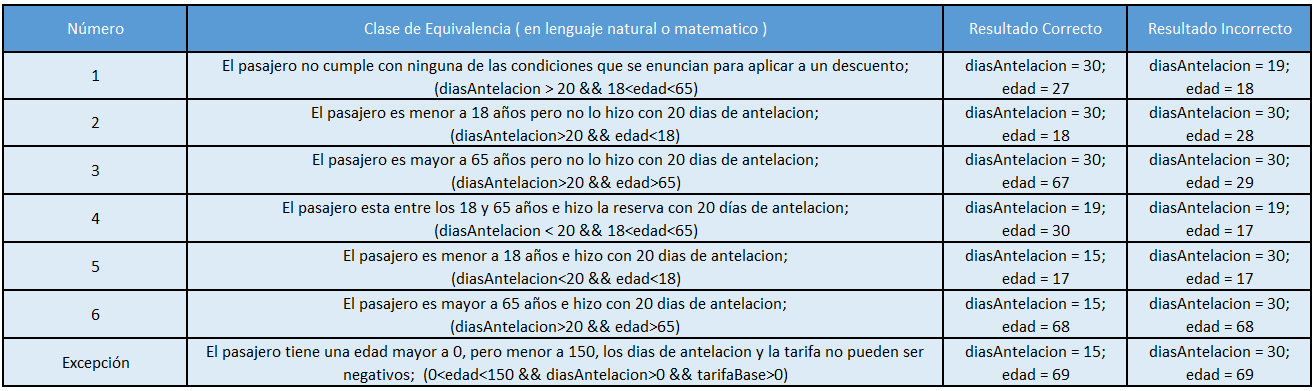 Número Clase de Equivalencia ( en lenguaje natural o matematico ) Resultado Correcto Resultado Incorrecto
1 El pasajero no cumple con ninguna de las condiciones que se enuncian para aplicar a un descuento; diasAntelacion = 30; diasAntelacion = 19;
(diasAntelacion > 20 && 18<edad<65) edad = 27 edad = 18
2 El pasajero es menor a 18 años pero no lo hizo con 20 dias de antelacion; diasAntelacion = 30; diasAntelacion = 30;
(diasAntelacion>20 && edad<18) edad = 18 edad = 28
3 El pasajero es mayor a 65 años pero no lo hizo con 20 dias de antelacion; diasAntelacion = 30; diasAntelacion = 30;
(diasAntelacion>20 && edad>65) edad = 67 edad = 29
4 El pasajero esta entre los 18 y 65 años e hizo la reserva con 20 días de antelacion; diasAntelacion = 19; diasAntelacion = 19;
(diasAntelacion < 20 && 18<edad<65) edad = 30 edad = 17
5 El pasajero es menor a 18 años e hizo con 20 dias de antelacion; diasAntelacion = 15; diasAntelacion = 30;
(diasAntelacion<20 && edad<18) edad = 17 edad = 17
6 El pasajero es mayor a 65 años e hizo con 20 dias de antelacion; diasAntelacion = 15; diasAntelacion = 30;
(diasAntelacion>20 && edad>65) edad = 68 edad = 68
Excepción El pasajero tiene una edad mayor a 0, pero menor a 150, los dias de antelacion y la tarifa no pueden ser diasAntelacion = 15; diasAntelacion = 30;
negativos; (0<edad<150 && diasAntelacion>0 && tarifaBase>0) edad = 69 edad = 69